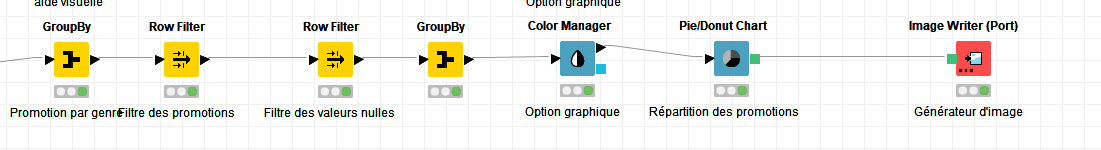 aide visuelle
Option graphique
GroupBy
Row Filter
Row Filter
GroupBy
Color Manager
Pie/Donut Chart
Image Writer (Port)
Promotion par genre
Filtre des promotions
Filtre des valeurs nulles
Option graphique
Répartition des promotions
Générateur d'image